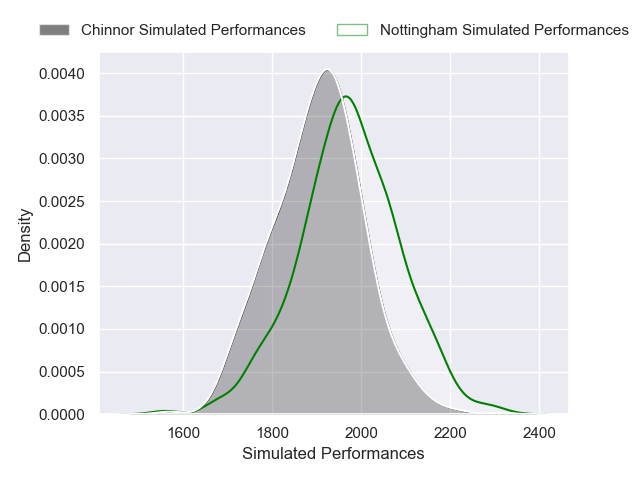 Chinnor Simulated Performances
Nottingham Simulated Performances
0.0040
0.0035
0.0030
0.0025
0.0020
0.0015
0.0010
0.0005
0.0000
Density
1600 1800 2000 2200 2400
Simulated Performances